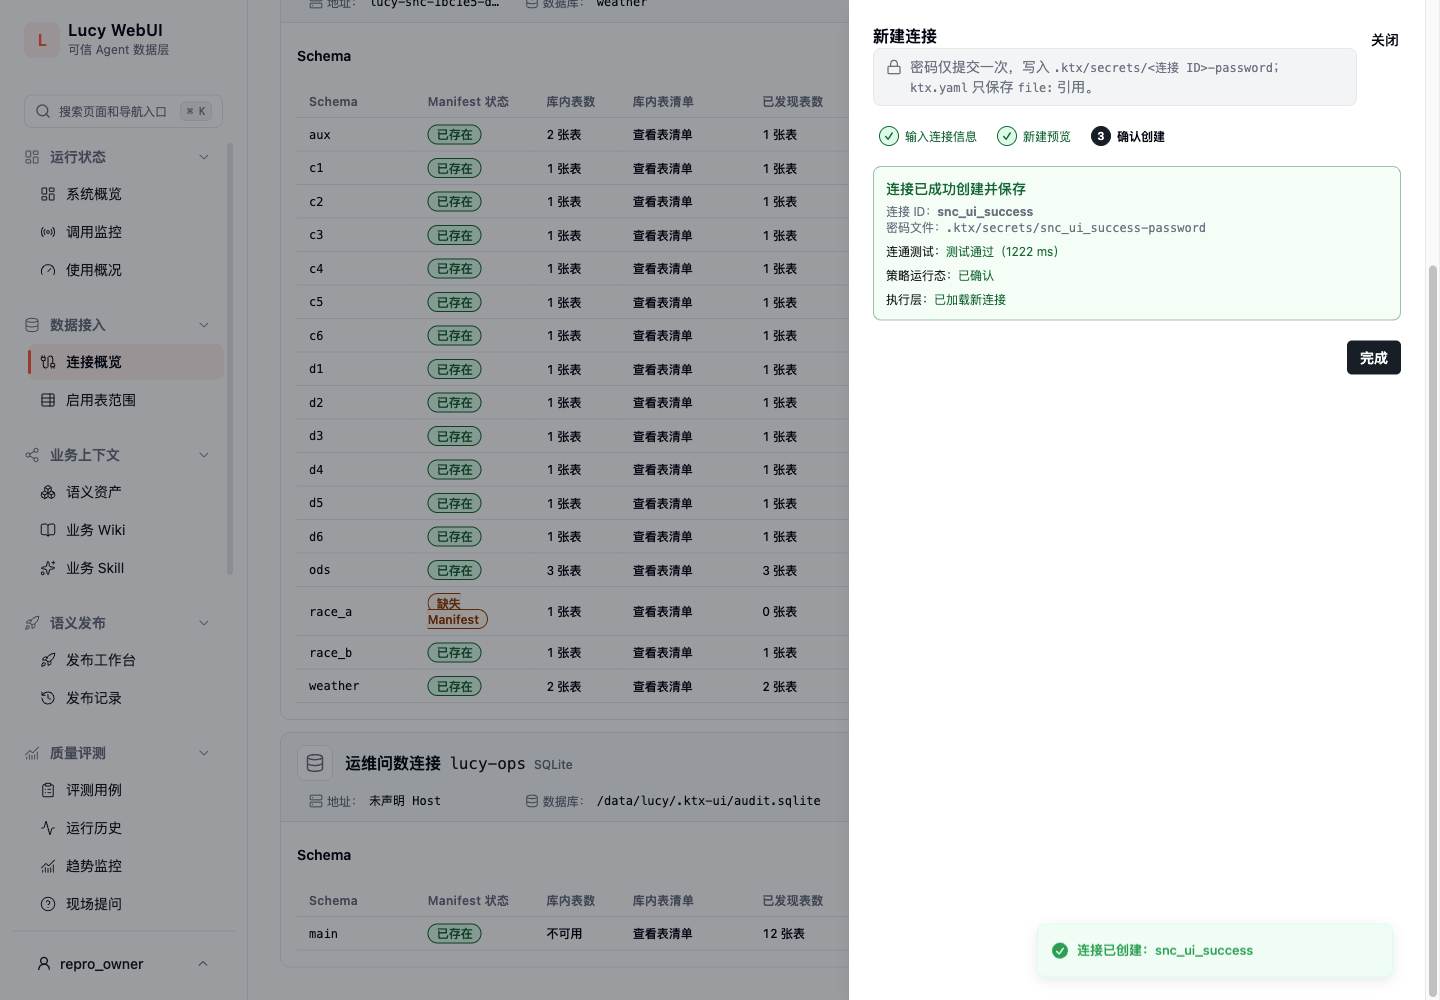 L
Lucy WebUI
可信 Agent 数据层
搜索页面和导航入口 ⌘ K
运行状态
系统概览
调用监控
使用概况
数据接入
连接概览
启用表范围
业务上下文
语义资产
业务 Wiki
业务 Skill
语义发布
发布工作台
发布记录
质量评测
评测用例
运行历史
趋势监控
现场提问
repro_owner
地址： lucy-snc-1bc1e5-d… 数据库： weather
Schema
Schema Manifest 状态 库内表数 库内表清单 已发现表数
aux 已存在 2 张表 查看表清单 1 张表
c1 已存在 1 张表 查看表清单 1 张表
c2 已存在 1 张表 查看表清单 1 张表
c3 已存在 1 张表 查看表清单 1 张表
c4 已存在 1 张表 查看表清单 1 张表
c5 已存在 1 张表 查看表清单 1 张表
c6 已存在 1 张表 查看表清单 1 张表
d1 已存在 1 张表 查看表清单 1 张表
d2 已存在 1 张表 查看表清单 1 张表
d3 已存在 1 张表 查看表清单 1 张表
d4 已存在 1 张表 查看表清单 1 张表
d5 已存在 1 张表 查看表清单 1 张表
d6 已存在 1 张表 查看表清单 1 张表
ods 已存在 3 张表 查看表清单 3 张表
race_a 缺失 Manifest 1 张表 查看表清单 0 张表
race_b 已存在 1 张表 查看表清单 1 张表
weather 已存在 2 张表 查看表清单 2 张表
运维问数连接 lucy-ops SQLite
地址： 未声明 Host 数据库： /data/lucy/.ktx-ui/audit.sqlite
Schema
Schema Manifest 状态 库内表数 库内表清单 已发现表数
main 已存在 不可用 查看表清单 12 张表
新建连接
关闭
密码仅提交一次，写入 .ktx/secrets/<连接 ID>-password；
ktx.yaml 只保存 file: 引用。
输入连接信息 新建预览 3 确认创建
连接已成功创建并保存
连接 ID：snc_ui_success
密码文件：.ktx/secrets/snc_ui_success-password
连通测试：测试通过（1222 ms）
策略运行态：已确认
执行层：已加载新连接
完成
连接已创建：snc_ui_success